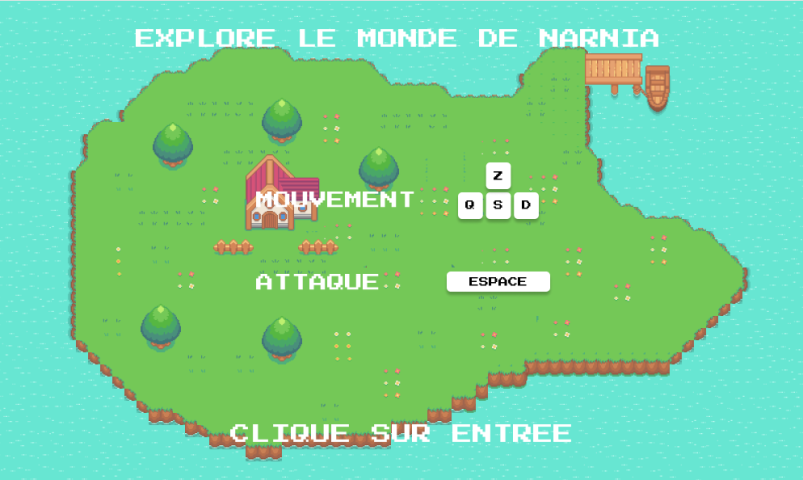 EXPLORE LE MONDE DE NARNIA
Z
MOUVEMENT Q S D
ATTAQUE ESPACE
CLIQUE SUR ENTREE